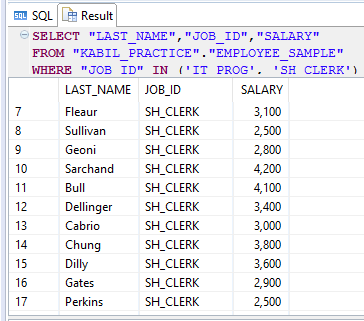 SQL Result
SELECT "LAST_NAME","JOB_ID","SALARY"
FROM "KABIL_PRACTICE"."EMPLOYEE_SAMPLE"
WHERE "JOB_ID" IN ('IT_PROG', 'SH_CLERK')
LAST_NAME JOB_ID SALARY
7 Fleaur SH_CLERK 3,100
8 Sullivan SH_CLERK 2,500
9 Geoni SH_CLERK 2,800
10 Sarchand SH_CLERK 4,200
11 Bull SH_CLERK 4,100
12 Dellinger SH_CLERK 3,400
13 Cabrio SH_CLERK 3,000
14 Chung SH_CLERK 3,800
15 Dilly SH_CLERK 3,600
16 Gates SH_CLERK 2,900
17 Perkins SH_CLERK 2,500